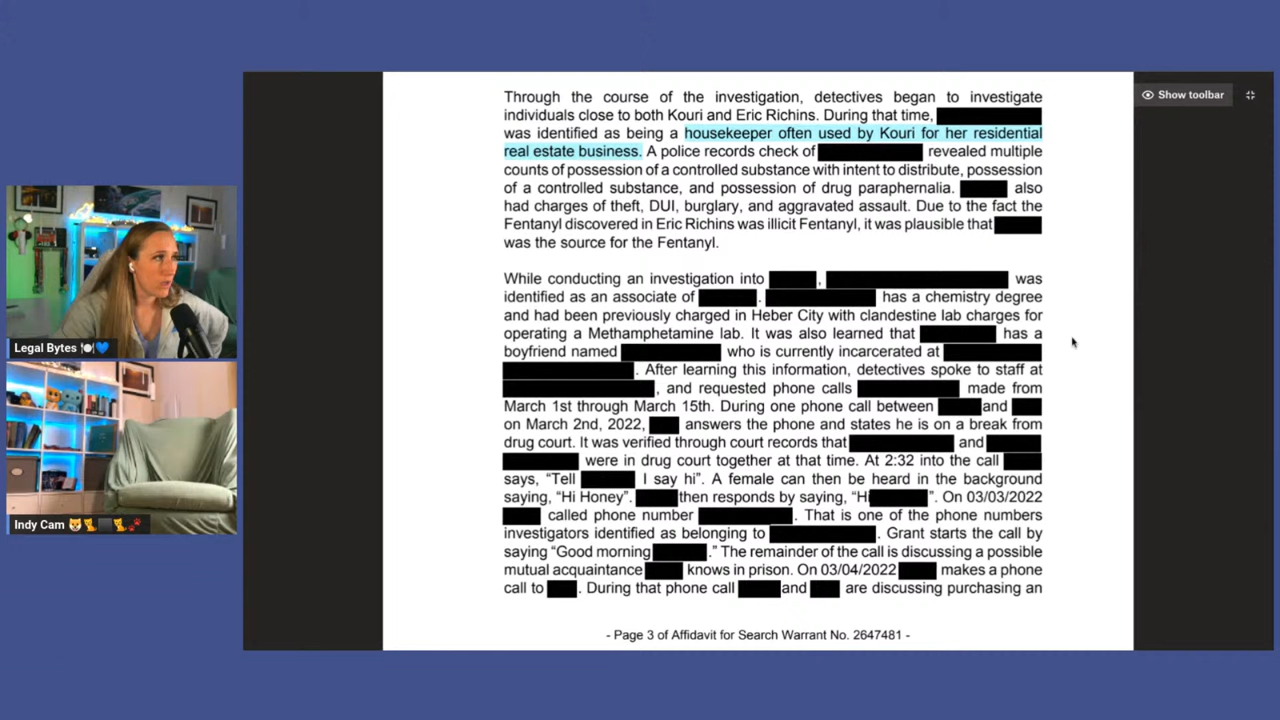 Through the course of the investigation, detectives began to investigate
individuals close to both Kouri and Eric Richins. During that time,
was identified as being a housekeeper often used by Kouri for her residential
real estate business. A police records check of revealed multiple
counts of possession of a controlled substance with intent to distribute, possession
of a controlled substance, and possession of drug paraphernalia. also
had charges of theft, DUI, burglary, and aggravated assault. Due to the fact the
Fentanyl discovered in Eric Richins was illicit Fentanyl, it was plausible that
was the source for the Fentanyl.
While conducting an investigation into , was
identified as an associate of . has a chemistry degree
and had been previously charged in Heber City with clandestine lab charges for
operating a Methamphetamine lab. It was also learned that has a
boyfriend named who is currently incarcerated at
. After learning this information, detectives spoke to staff at
, and requested phone calls made from
March 1st through March 15th. During one phone call between and
on March 2nd, 2022, answers the phone and states he is on a break from
drug court. It was verified through court records that and
were in drug court together at that time. At 2:32 into the call
says, “Tell I say hi”. A female can then be heard in the background
saying, “Hi Honey”. then responds by saying, “Hi ”. On 03/03/2022
called phone number . That is one of the phone numbers
investigators identified as belonging to . Grant starts the call by
saying “Good morning .” The remainder of the call is discussing a possible
mutual acquaintance knows in prison. On 03/04/2022 makes a phone
call to . During that phone call and are discussing purchasing an
- Page 3 of Affidavit for Search Warrant No. 2647481 -
Show toolbar
Legal Bytes 🍽💙
Indy Cam 😺🐈⬛🐈🐾